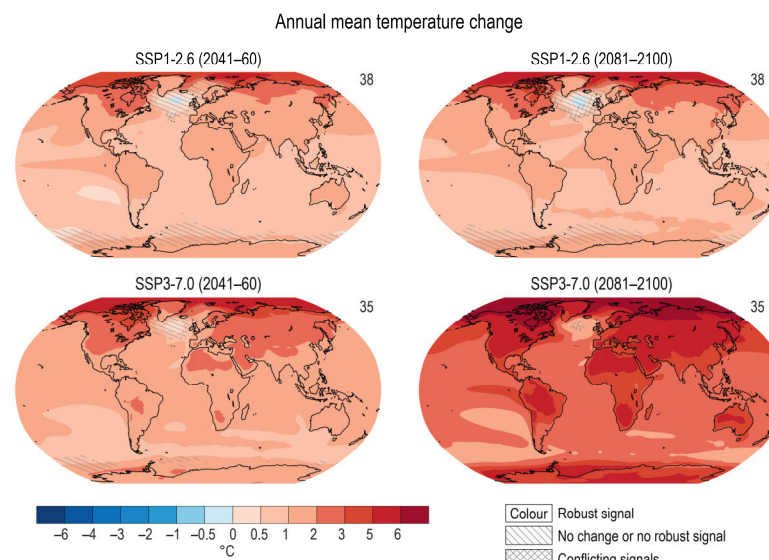 Annual mean temperature change
SSP1-2.6 (2041–60)
38
SSP1-2.6 (2081–2100)
38
SSP3-7.0 (2041–60)
35
SSP3-7.0 (2081–2100)
35
–6 –4 –3 –2 –1 –0.5 0 0.5 1 2 3 5 6
°C
Colour Robust signal
No change or no robust signal
Conflicting signals